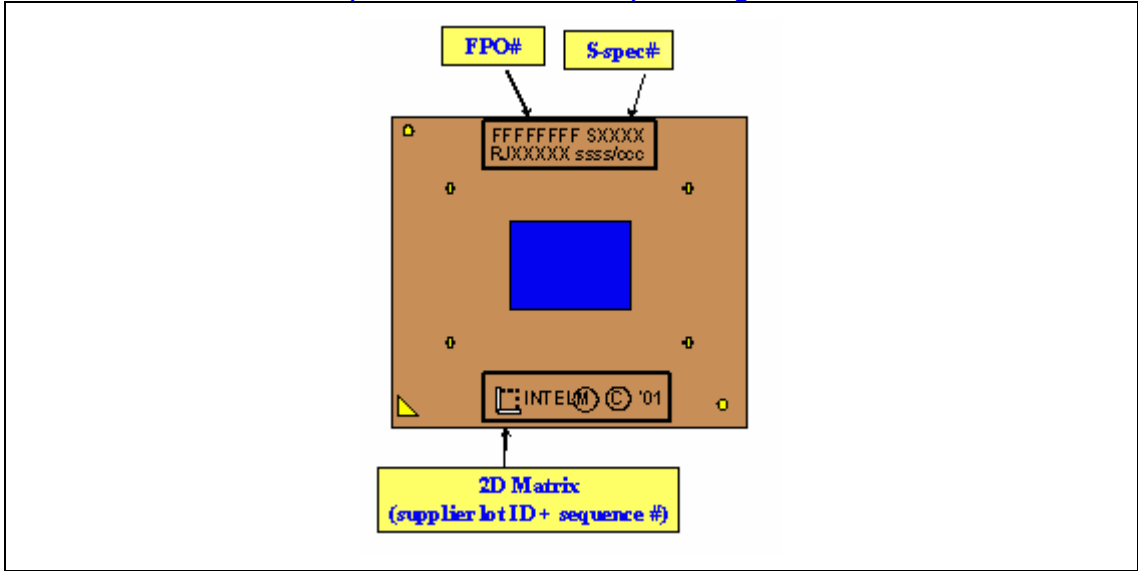 FPO# S-spec#
FFFFFFFF SXXXX
RJXXXXX ssss/ccc
INTEL M C '01
2D Matrix
(supplier lot ID + sequence #)